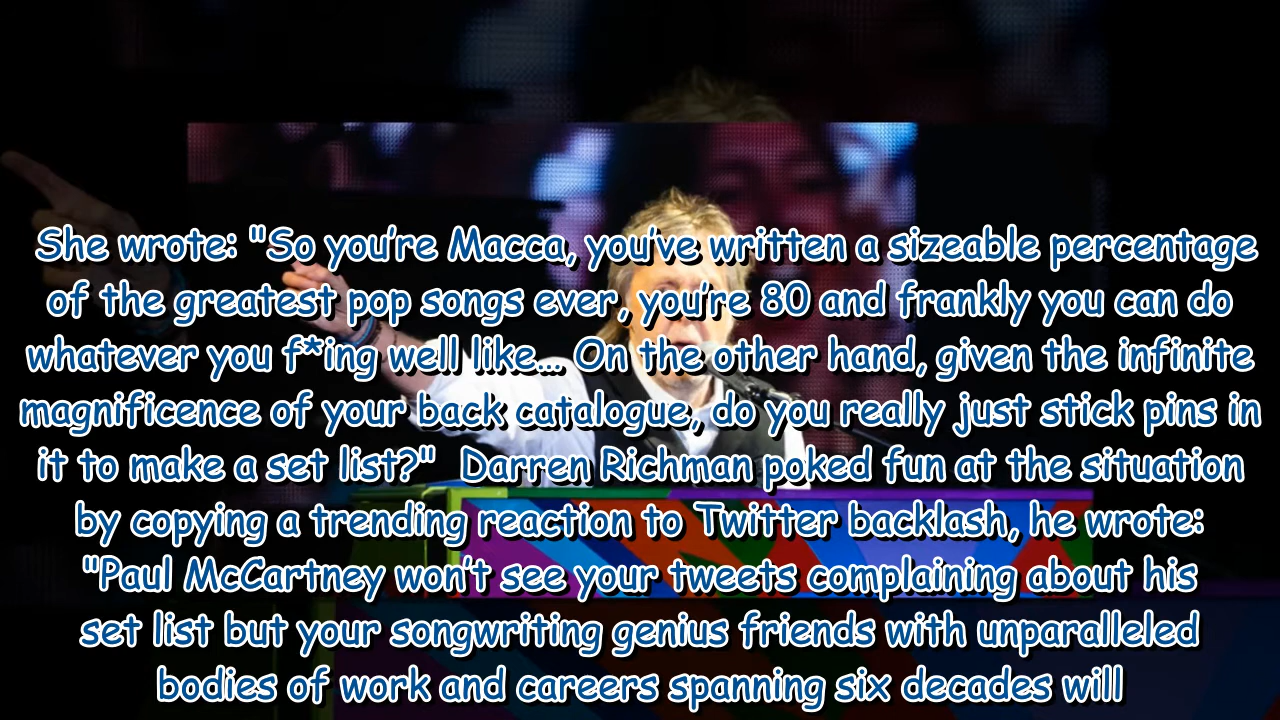 She wrote: "So you're Macca, you've written a sizeable percentage
of the greatest pop songs ever, you're 80 and frankly you can do
whatever you f*ing well like... On the other hand, given the infinite
magnificence of your back catalogue, do you really just stick pins in
it to make a set list?" Darren Richman poked fun at the situation
by copying a trending reaction to Twitter backlash, he wrote:
"Paul McCartney won't see your tweets complaining about his
set list but your songwriting genius friends with unparalleled
bodies of work and careers spanning six decades will